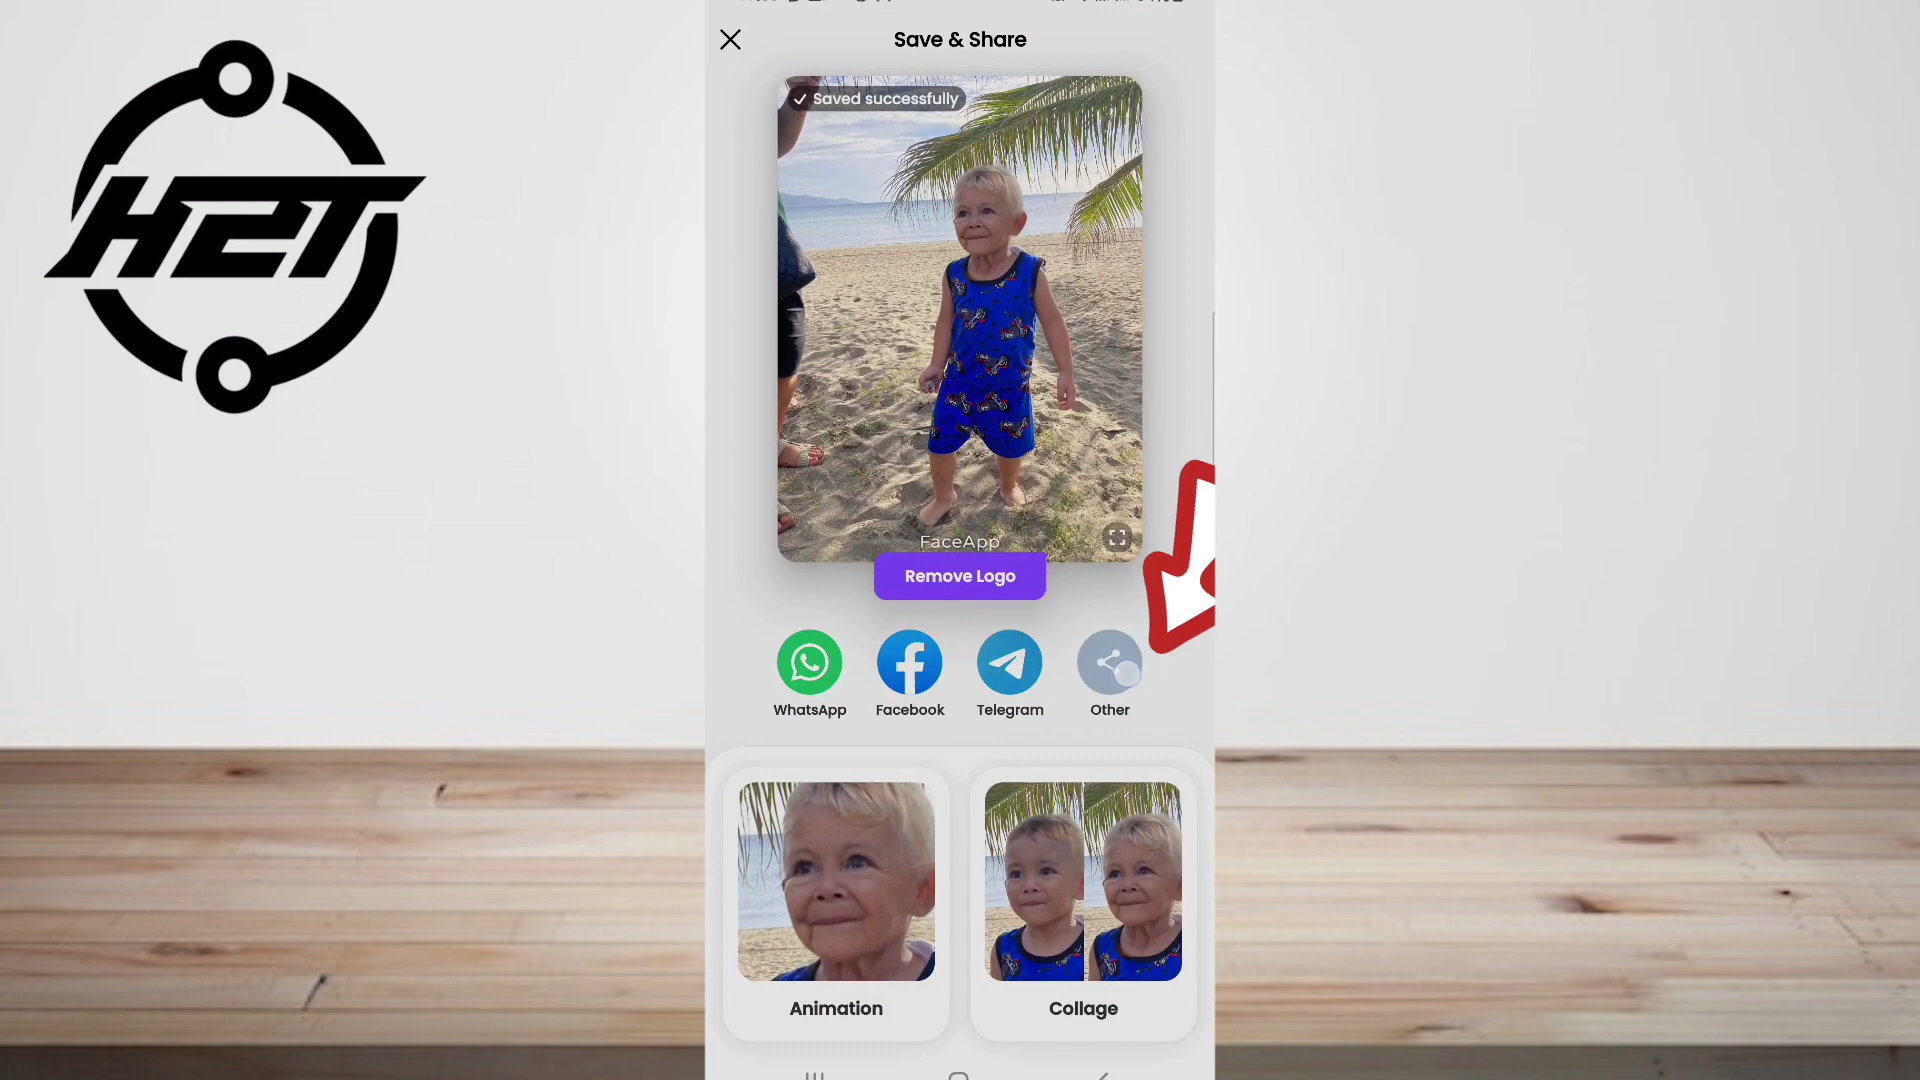 H2T
Save & Share
Saved successfully
FaceApp
Remove Logo
WhatsApp
Facebook
Telegram
Other
Animation
Collage